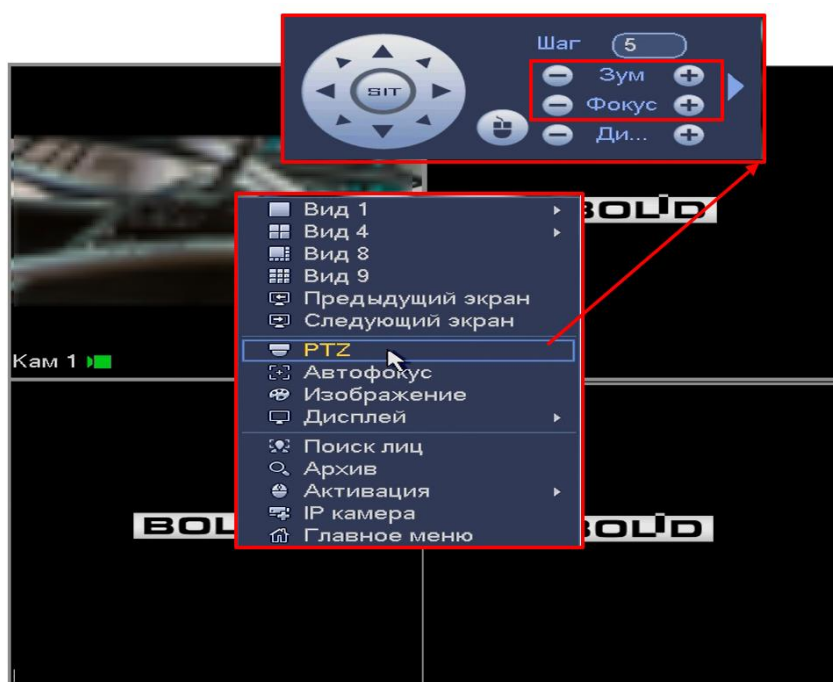 Шаг 5
Зум
SIT
Фокус
Ди...
BOLID
Вид 1
Вид 4
Вид 8
Вид 9
Предыдущий экран
Следующий экран
PTZ
Кам 1
Автофокус
Изображение
Дисплей
Поиск лиц
Архив
Активация
IP камера
Главное меню
BOL
BOLID